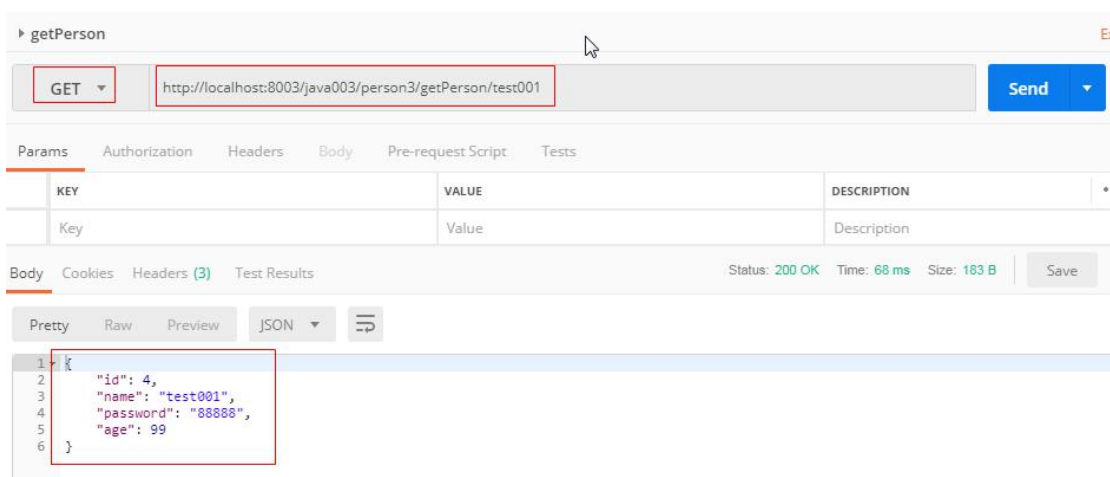 getPerson
GET http://localhost:8003/java003/person3/getPerson/test001 Send
Params Authorization Headers Body Pre-request Script Tests
KEY VALUE DESCRIPTION
Key Value Description
Body Cookies Headers (3) Test Results Status: 200 OK Time: 68 ms Size: 183 B Save
Pretty Raw Preview JSON
1 {
2 "id": 4,
3 "name": "test001",
4 "password": "88888",
5 "age": 99
6 }